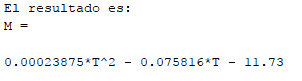 El resultado es:
M =
0.00023875*T^2 - 0.075816*T - 11.73